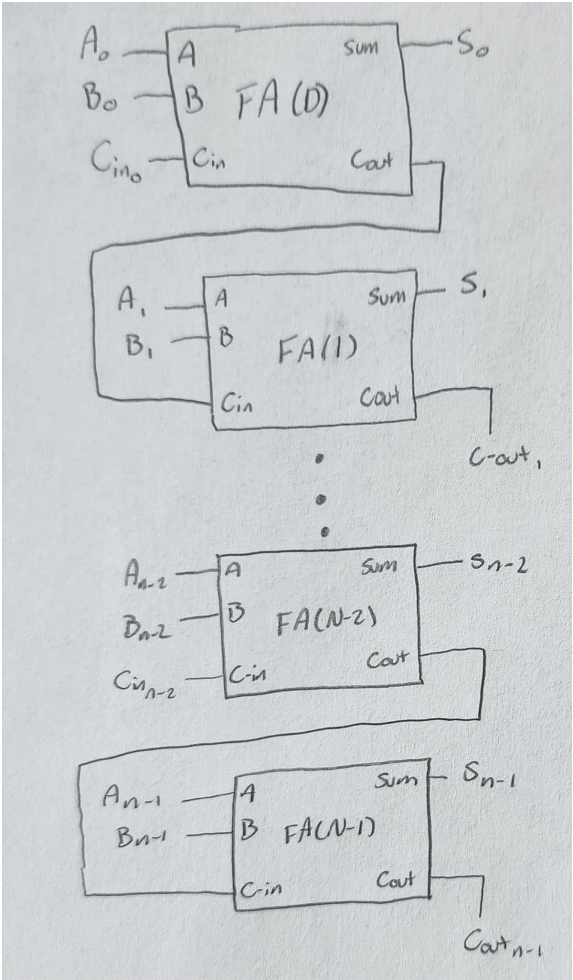 A₀ A Sum S₀
B₀ B FA(0)
Cin₀ Cin Cout
A₁ A Sum S₁
B₁ B FA(1)
Cin Cout
C-out₁
Aₙ₋₂ A Sum Sₙ₋₂
Bₙ₋₂ B FA(N-2)
Cinₙ₋₂ C-in Cout
Aₙ₋₁ A Sum Sₙ₋₁
Bₙ₋₁ B FA(N-1)
C-in Cout
Coutₙ₋₁